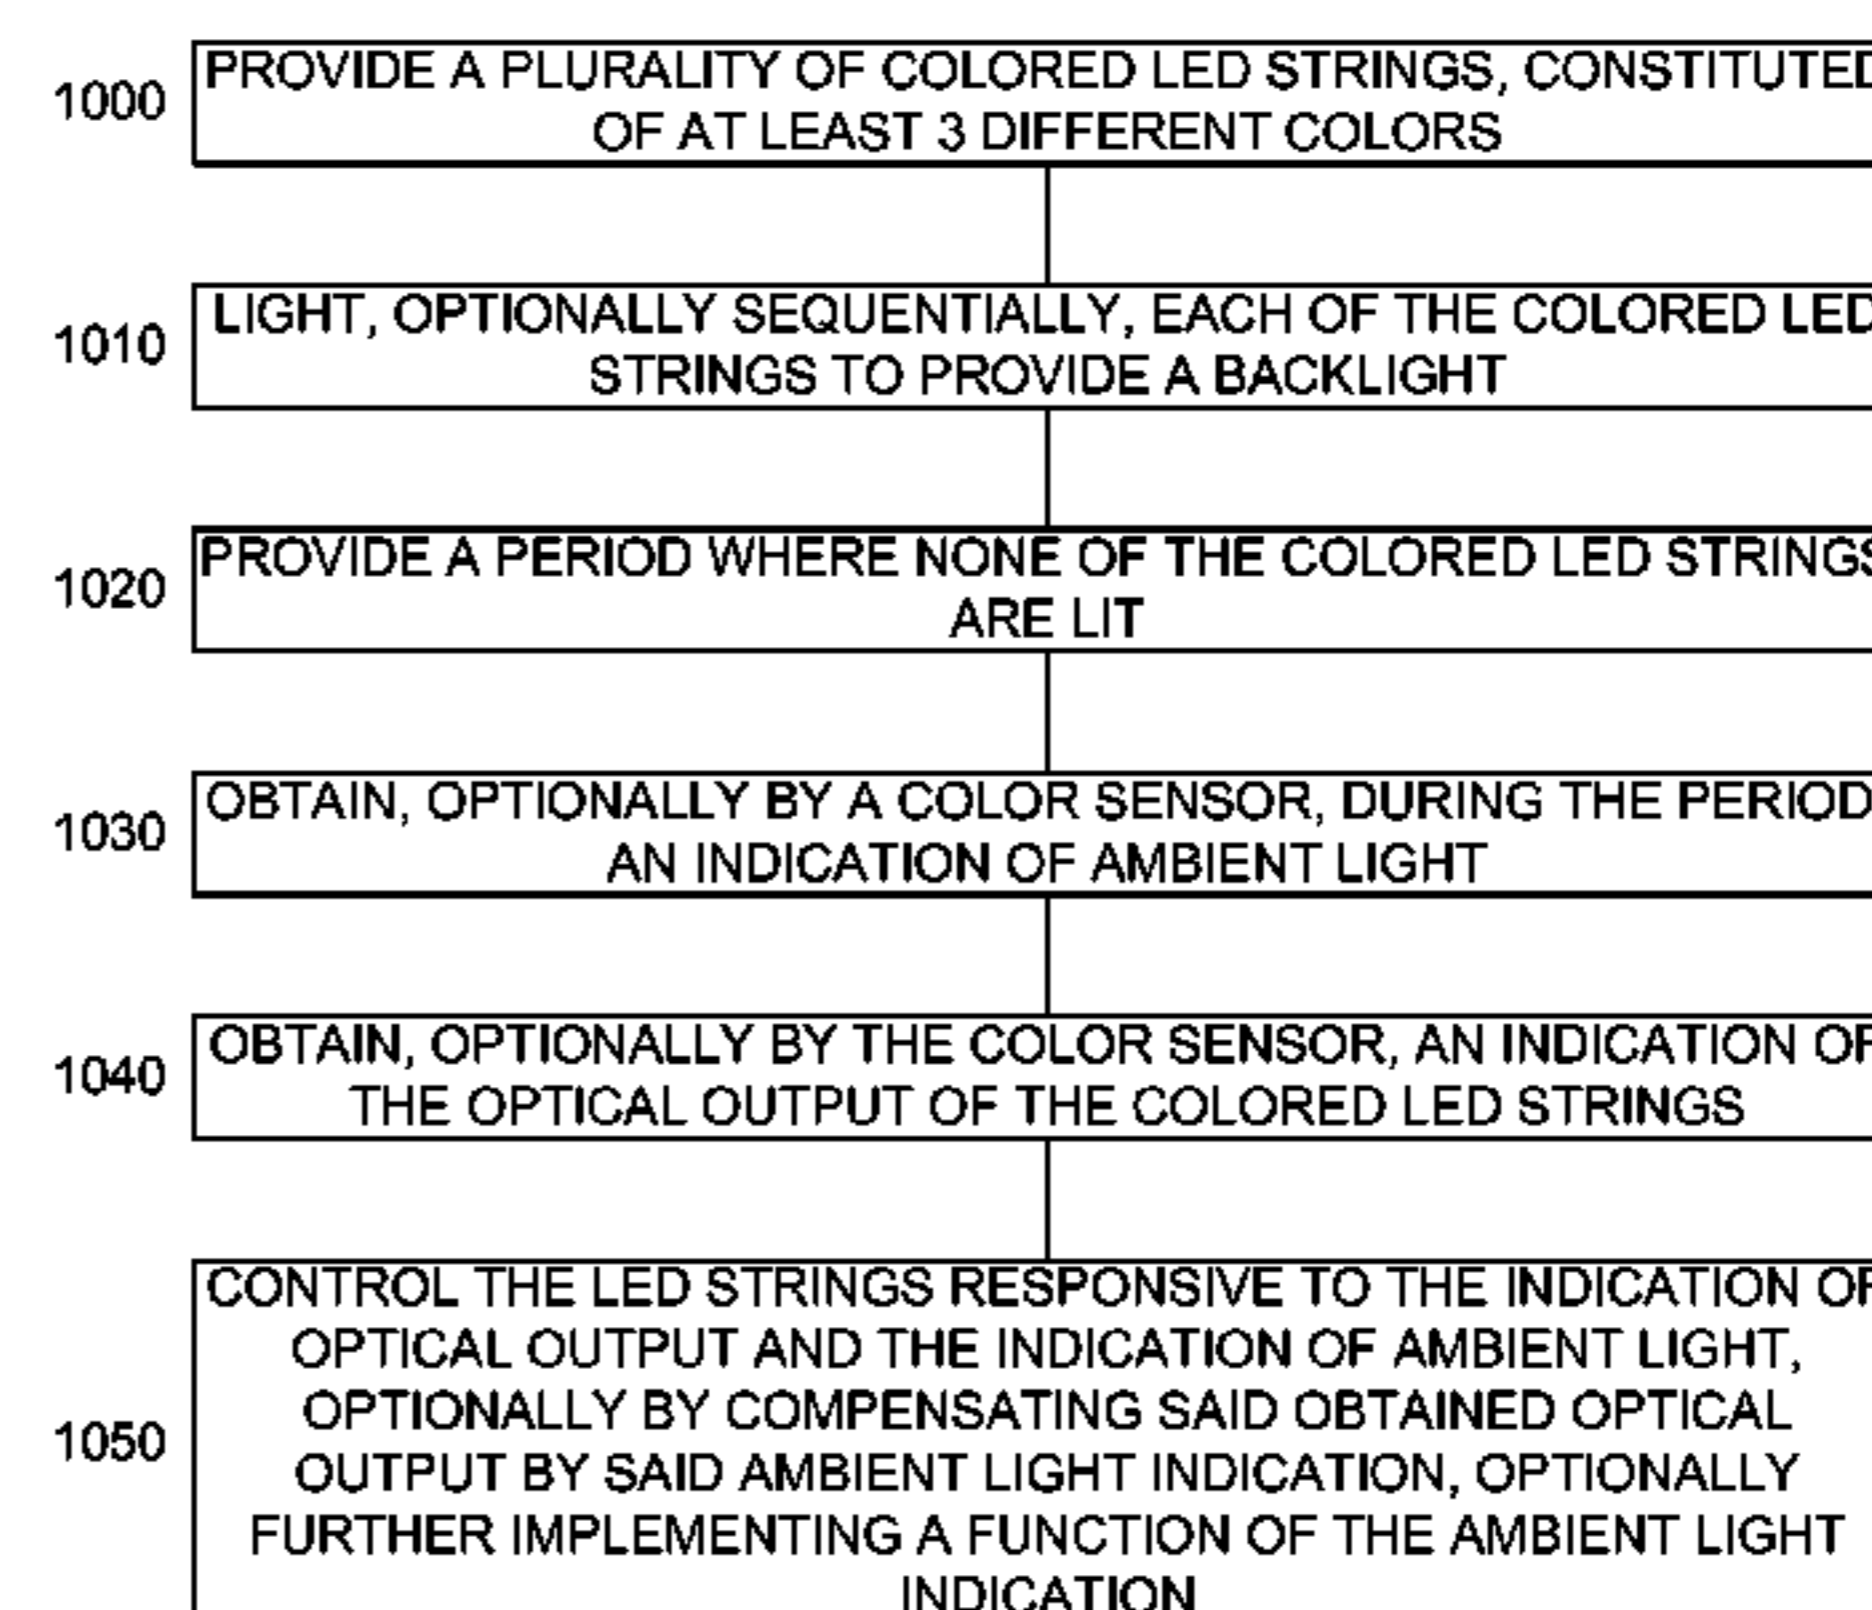 1000
PROVIDE A PLURALITY OF COLORED LED STRINGS, CONSTITUTED
OF AT LEAST 3 DIFFERENT COLORS
1010
LIGHT, OPTIONALLY SEQUENTIALLY, EACH OF THE COLORED LED
STRINGS TO PROVIDE A BACKLIGHT
1020
PROVIDE A PERIOD WHERE NONE OF THE COLORED LED STRINGS
ARE LIT
1030
OBTAIN, OPTIONALLY BY A COLOR SENSOR, DURING THE PERIOD
AN INDICATION OF AMBIENT LIGHT
1040
OBTAIN, OPTIONALLY BY THE COLOR SENSOR, AN INDICATION OF
THE OPTICAL OUTPUT OF THE COLORED LED STRINGS
1050
CONTROL THE LED STRINGS RESPONSIVE TO THE INDICATION OF
OPTICAL OUTPUT AND THE INDICATION OF AMBIENT LIGHT,
OPTIONALLY BY COMPENSATING SAID OBTAINED OPTICAL
OUTPUT BY SAID AMBIENT LIGHT INDICATION, OPTIONALLY
FURTHER IMPLEMENTING A FUNCTION OF THE AMBIENT LIGHT
INDICATION